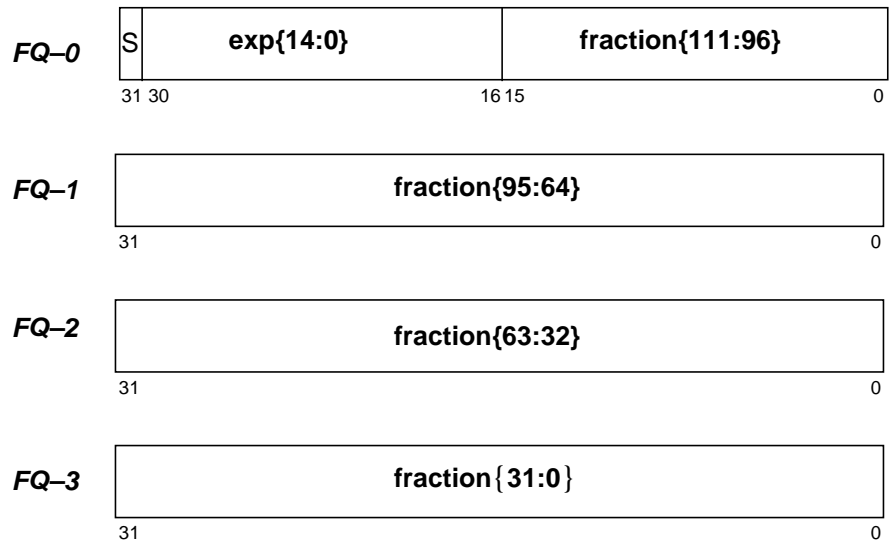 FQ–0 S exp{14:0} fraction{111:96}
31 30 16 15 0
FQ–1 fraction{95:64}
31 0
FQ–2 fraction{63:32}
31 0
FQ–3 fraction{31:0}
31 0